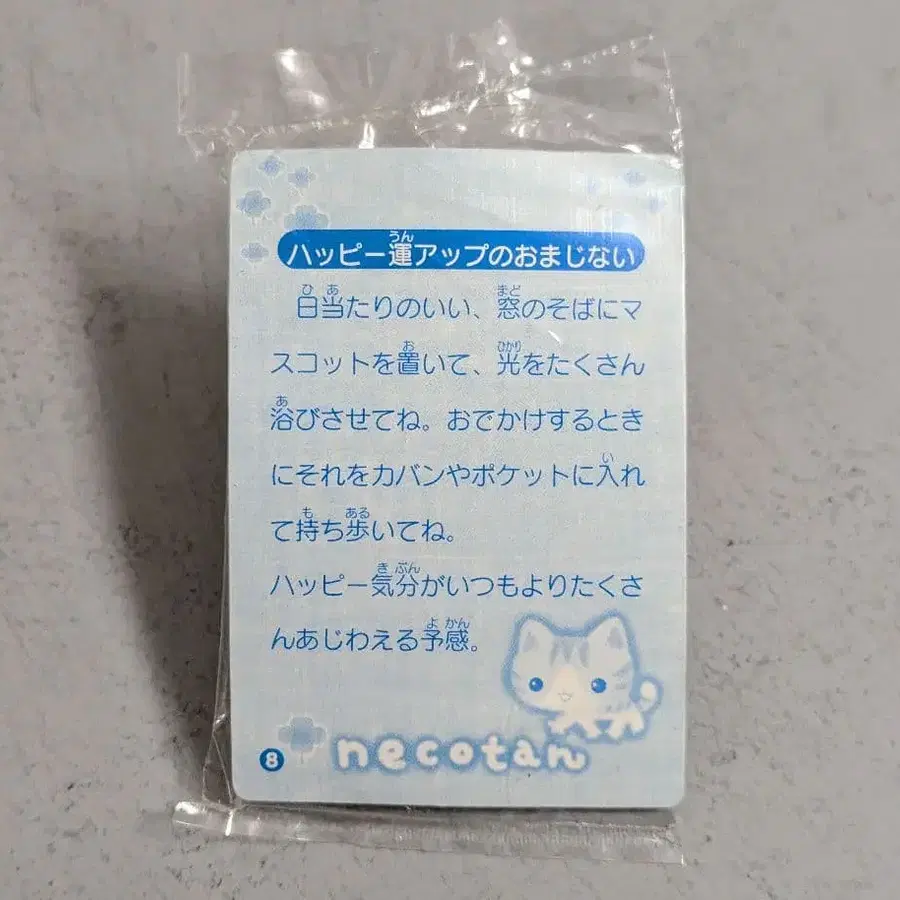 ハッピー運アップのおまじない
日当たりのいい、窓のそばにマ
スコットを置いて、光をたくさん
浴びさせてね。おでかけするとき
にそれをカバンやポケットに入れ
て持ち歩いてね。
ハッピー気分がいつもよりたくさ
んあじわえる予感。
8 necotan